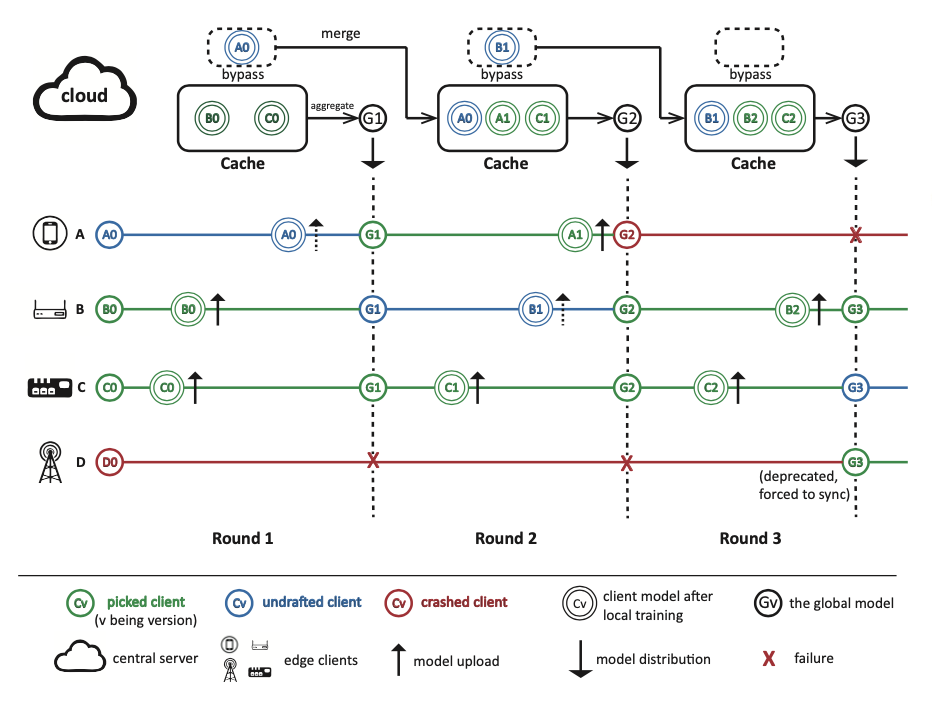 A0
merge
B1
bypass
bypass
bypass
cloud
B0
C0
aggregate
G1
A0
A1
C1
G2
B1
B2
C2
G3
Cache
Cache
Cache
A
A0
A0
G1
A1
G2
X
B
B0
B0
G1
B1
G2
B2
G3
C
C0
C0
G1
C1
G2
C2
G3
D
D0
X
X
G3
(deprecated,
forced to sync)
Round 1
Round 2
Round 3
Cv
picked client
(v being version)
Cv
undrafted client
Cv
crashed client
Cv
client model after
local training
Gv
the global model
central server
edge clients
model upload
model distribution
X
failure